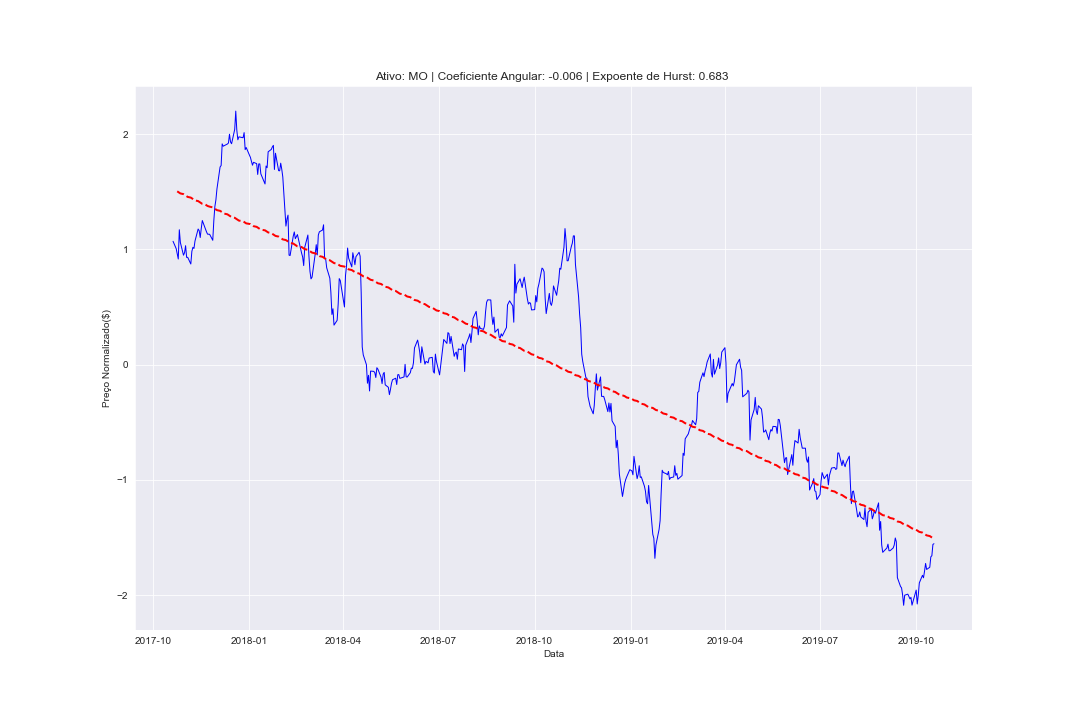 Ativo: MO | Coeficiente Angular: -0.006 | Expoente de Hurst: 0.683
Preço Normalizado($)
2
1
0
−1
−2
2017-10 2018-01 2018-04 2018-07 2018-10 2019-01 2019-04 2019-07 2019-10
Data